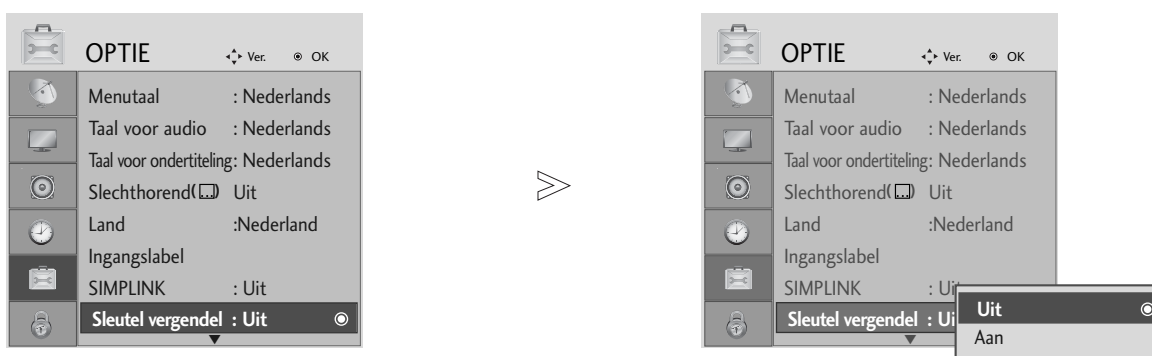 OPTIE Ver. OK
Menutaal : Nederlands
Taal voor audio : Nederlands
Taal voor ondertiteling: Nederlands
Slechthorend( ) Uit
Land :Nederland
Ingangslabel
SIMPLINK : Uit
Sleutel vergendel : Uit
OPTIE Ver. OK
Menutaal : Nederlands
Taal voor audio : Nederlands
Taal voor ondertiteling: Nederlands
Slechthorend( ) Uit
Land :Nederland
Ingangslabel
SIMPLINK : Ui
Sleutel vergendel : Ui
Uit
Aan